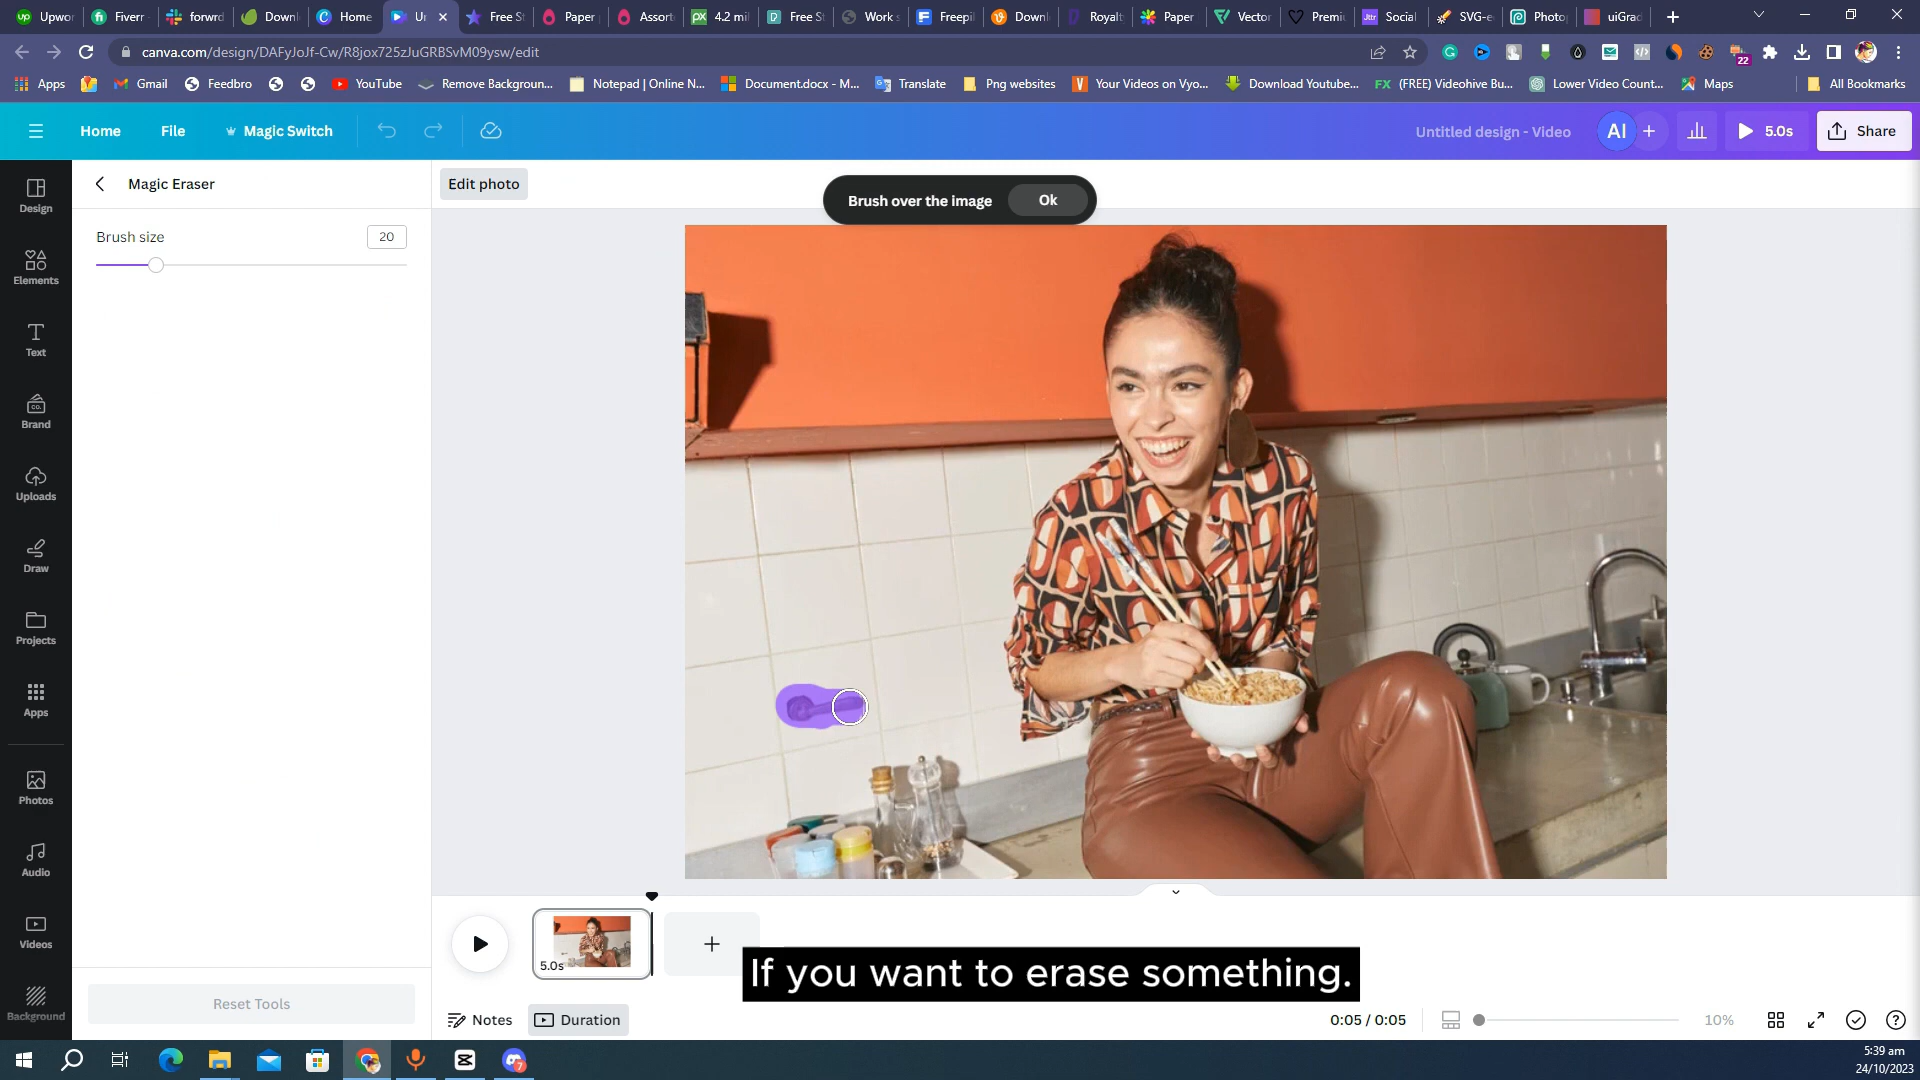 Upwor
Fiverr
forwrd
Downl
Home
Un
Free St
Paper
Assort
4.2 mil
Free St
Work s
Freepi
Downl
Royalt
Paper
Vector
Premiu
Social
SVG-e
Photo
uiGrad
canva.com/design/DAFyJoJf-Cw/R8jox725zJuGRBSvM09ysw/edit
22
Apps
Gmail
Feedbro
YouTube
Remove Backgroun...
Notepad | Online N...
Document.docx - M...
Translate
Png websites
Your Videos on Vyo...
Download Youtube...
(FREE) Videohive Bu...
Lower Video Count...
Maps
All Bookmarks
Home
File
Magic Switch
Untitled design - Video
AI
5.0s
Share
Design
Elements
Text
Brand
Uploads
Draw
Projects
Apps
Photos
Audio
Videos
Background
Magic Eraser
Brush size
20
Reset Tools
Edit photo
Brush over the image
Ok
5.0s
If you want to erase something.
Notes
Duration
0:05 / 0:05
10%
5:39 am
24/10/2023